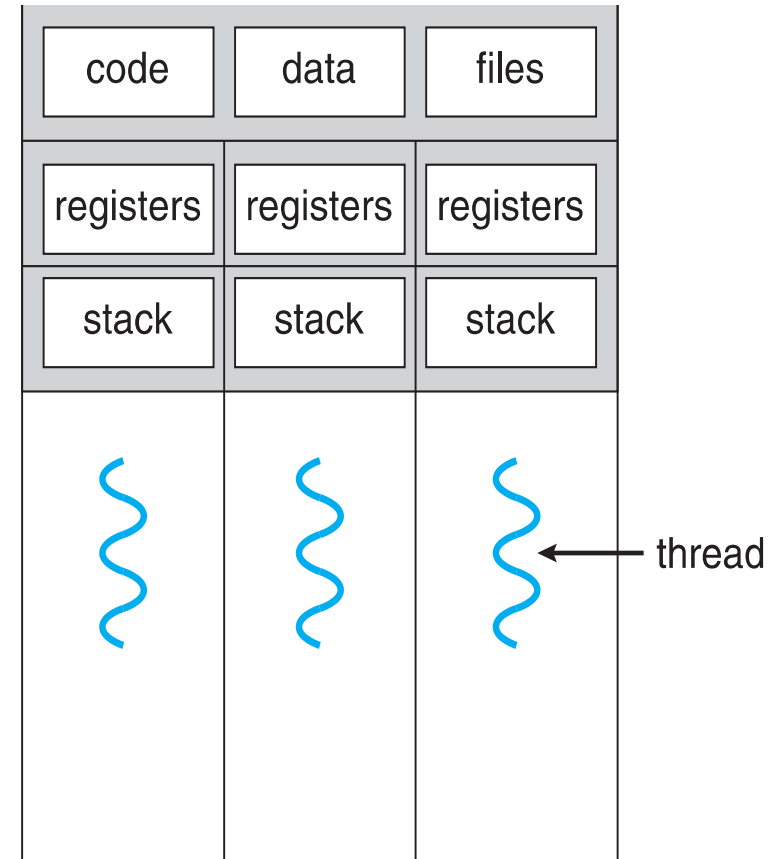 code data files
registers registers registers
stack stack stack
thread